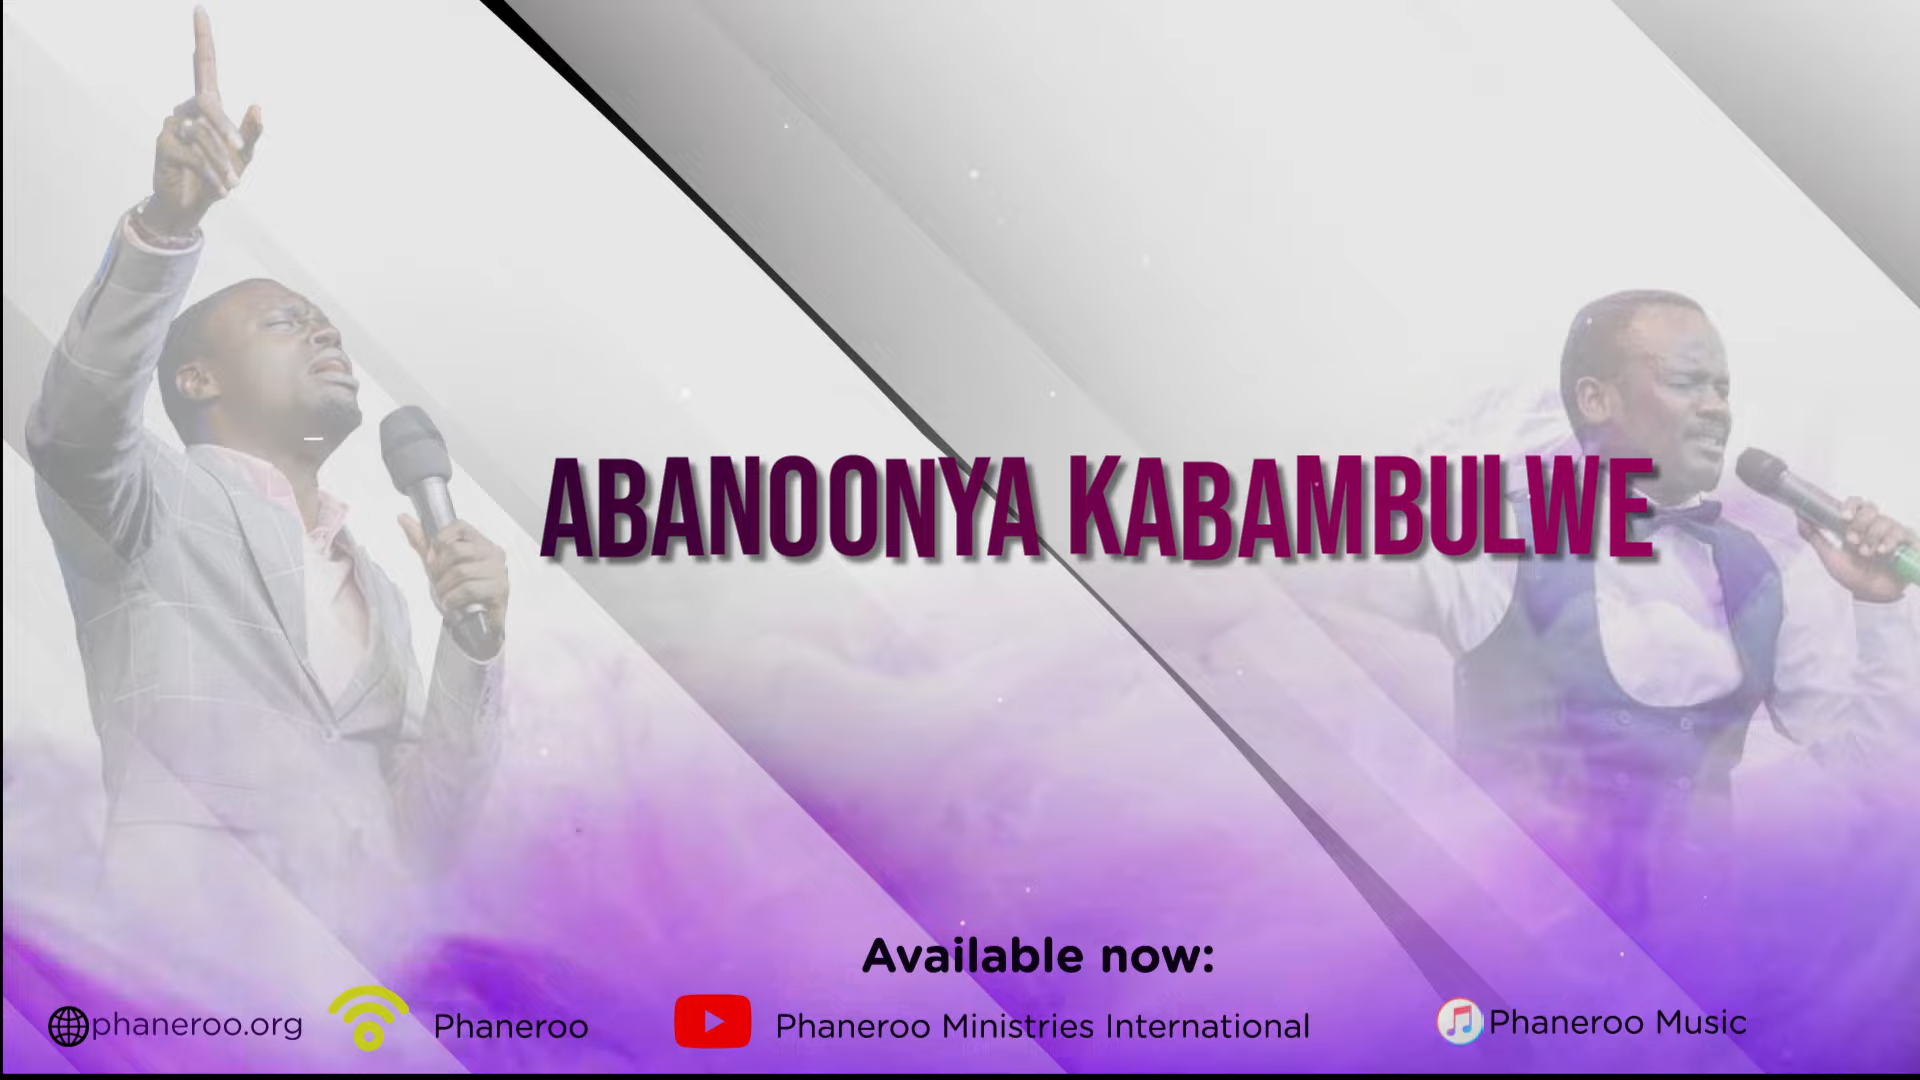 ABANOONYA KABAMBULWE
Available now:
phaneroo.org
Phaneroo
Phaneroo Ministries International
Phaneroo Music